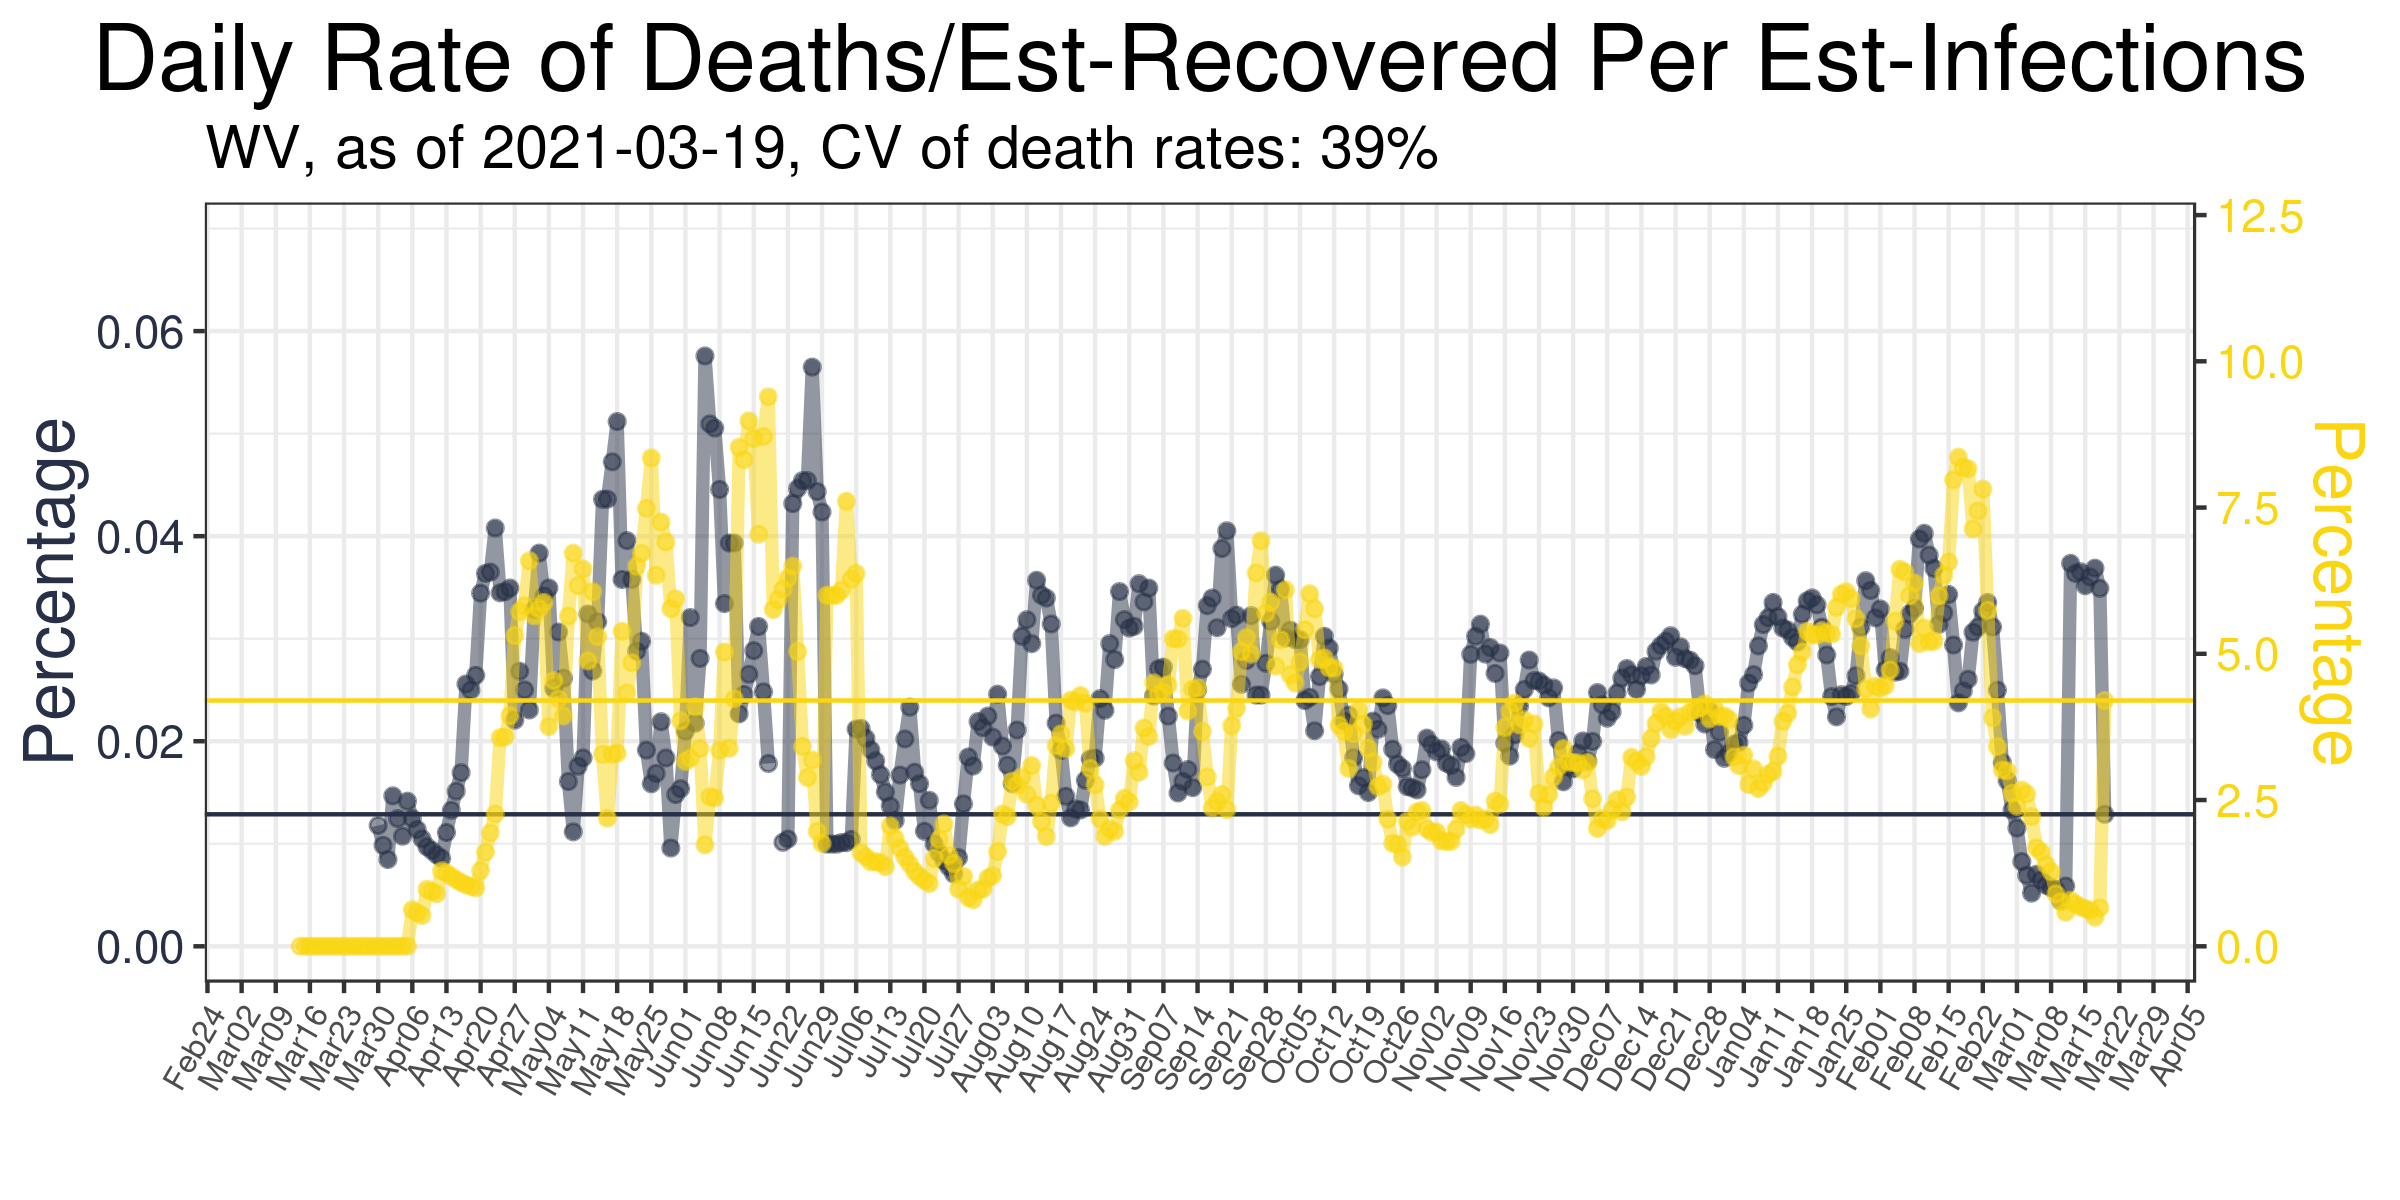 Daily Rate of Deaths/Est-Recovered Per Est-Infections
WV, as of 2021-03-19, CV of death rates: 39%
Percentage
0.06
0.04
0.02
0.00
12.5
10.0
7.5
5.0
2.5
0.0
Percentage
Feb24
Mar02
Mar09
Mar16
Mar23
Mar30
Apr06
Apr13
Apr20
Apr27
May04
May11
May18
May25
Jun01
Jun08
Jun15
Jun22
Jun29
Jul06
Jul13
Jul20
Jul27
Aug03
Aug10
Aug17
Aug24
Aug31
Sep07
Sep14
Sep21
Sep28
Oct05
Oct12
Oct19
Oct26
Nov02
Nov09
Nov16
Nov23
Nov30
Dec07
Dec14
Dec21
Dec28
Jan04
Jan11
Jan18
Jan25
Feb01
Feb08
Feb15
Feb22
Mar01
Mar08
Mar15
Mar22
Mar29
Apr05